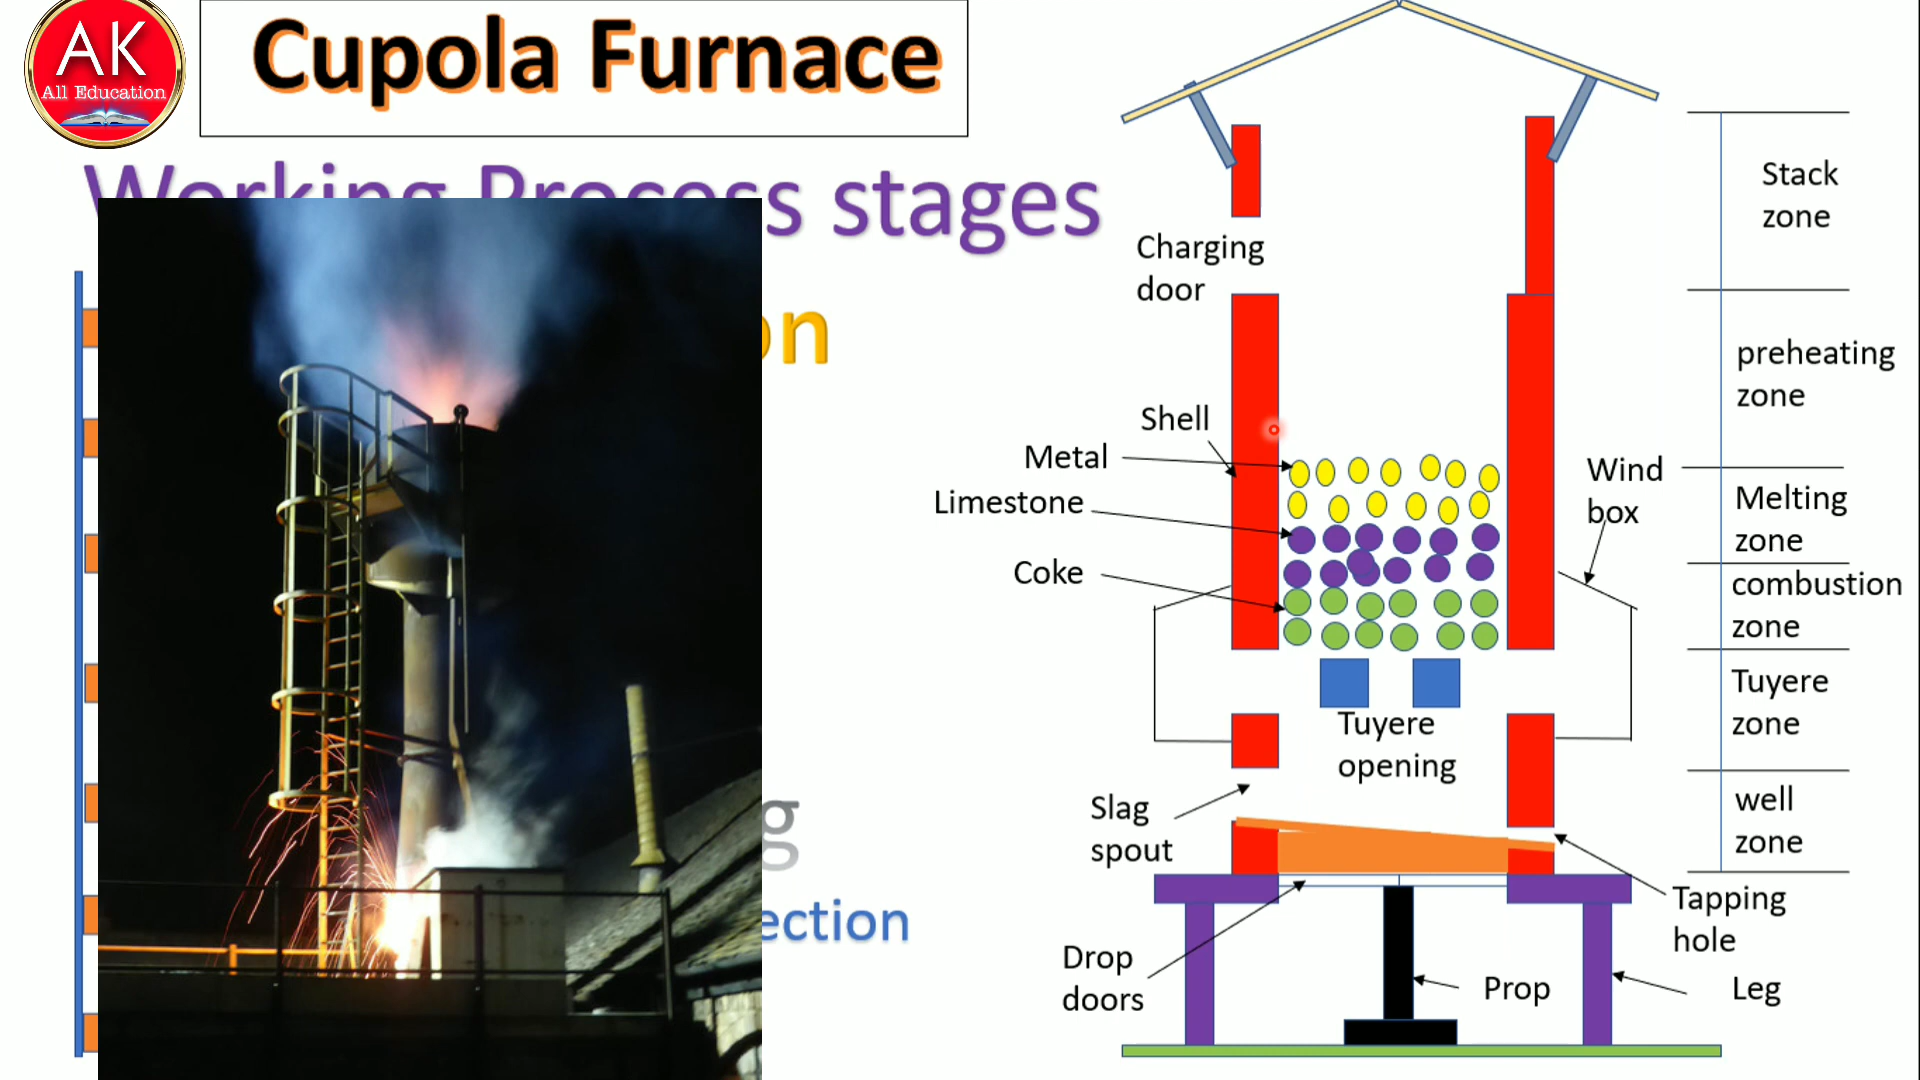 AK
All Education
Cupola Furnace
stages
Charging
door
Shell
Metal
Limestone
Coke
Wind
box
Tuyere
opening
Slag
spout
Drop
doors
Prop
Leg
Tapping
hole
Stack
zone
preheating
zone
Melting
zone
combustion
zone
Tuyere
zone
well
zone